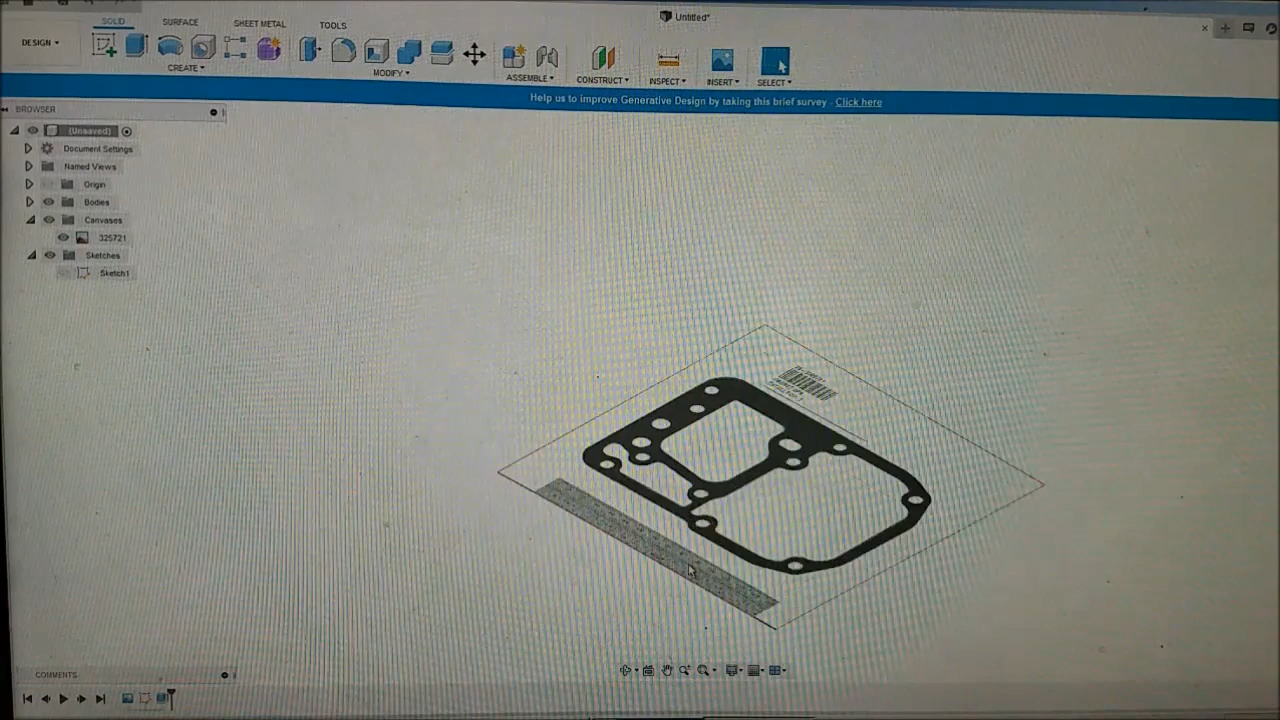 Untitled*
SOLID SURFACE SHEET METAL TOOLS
DESIGN
CREATE MODIFY ASSEMBLE CONSTRUCT INSPECT INSERT SELECT
Help us to improve Generative Design by taking this brief survey - Click here
BROWSER
(Unsaved)
Document Settings
Named Views
Origin
Bodies
Canvases
325721
Sketches
Sketch1
COMMENTS